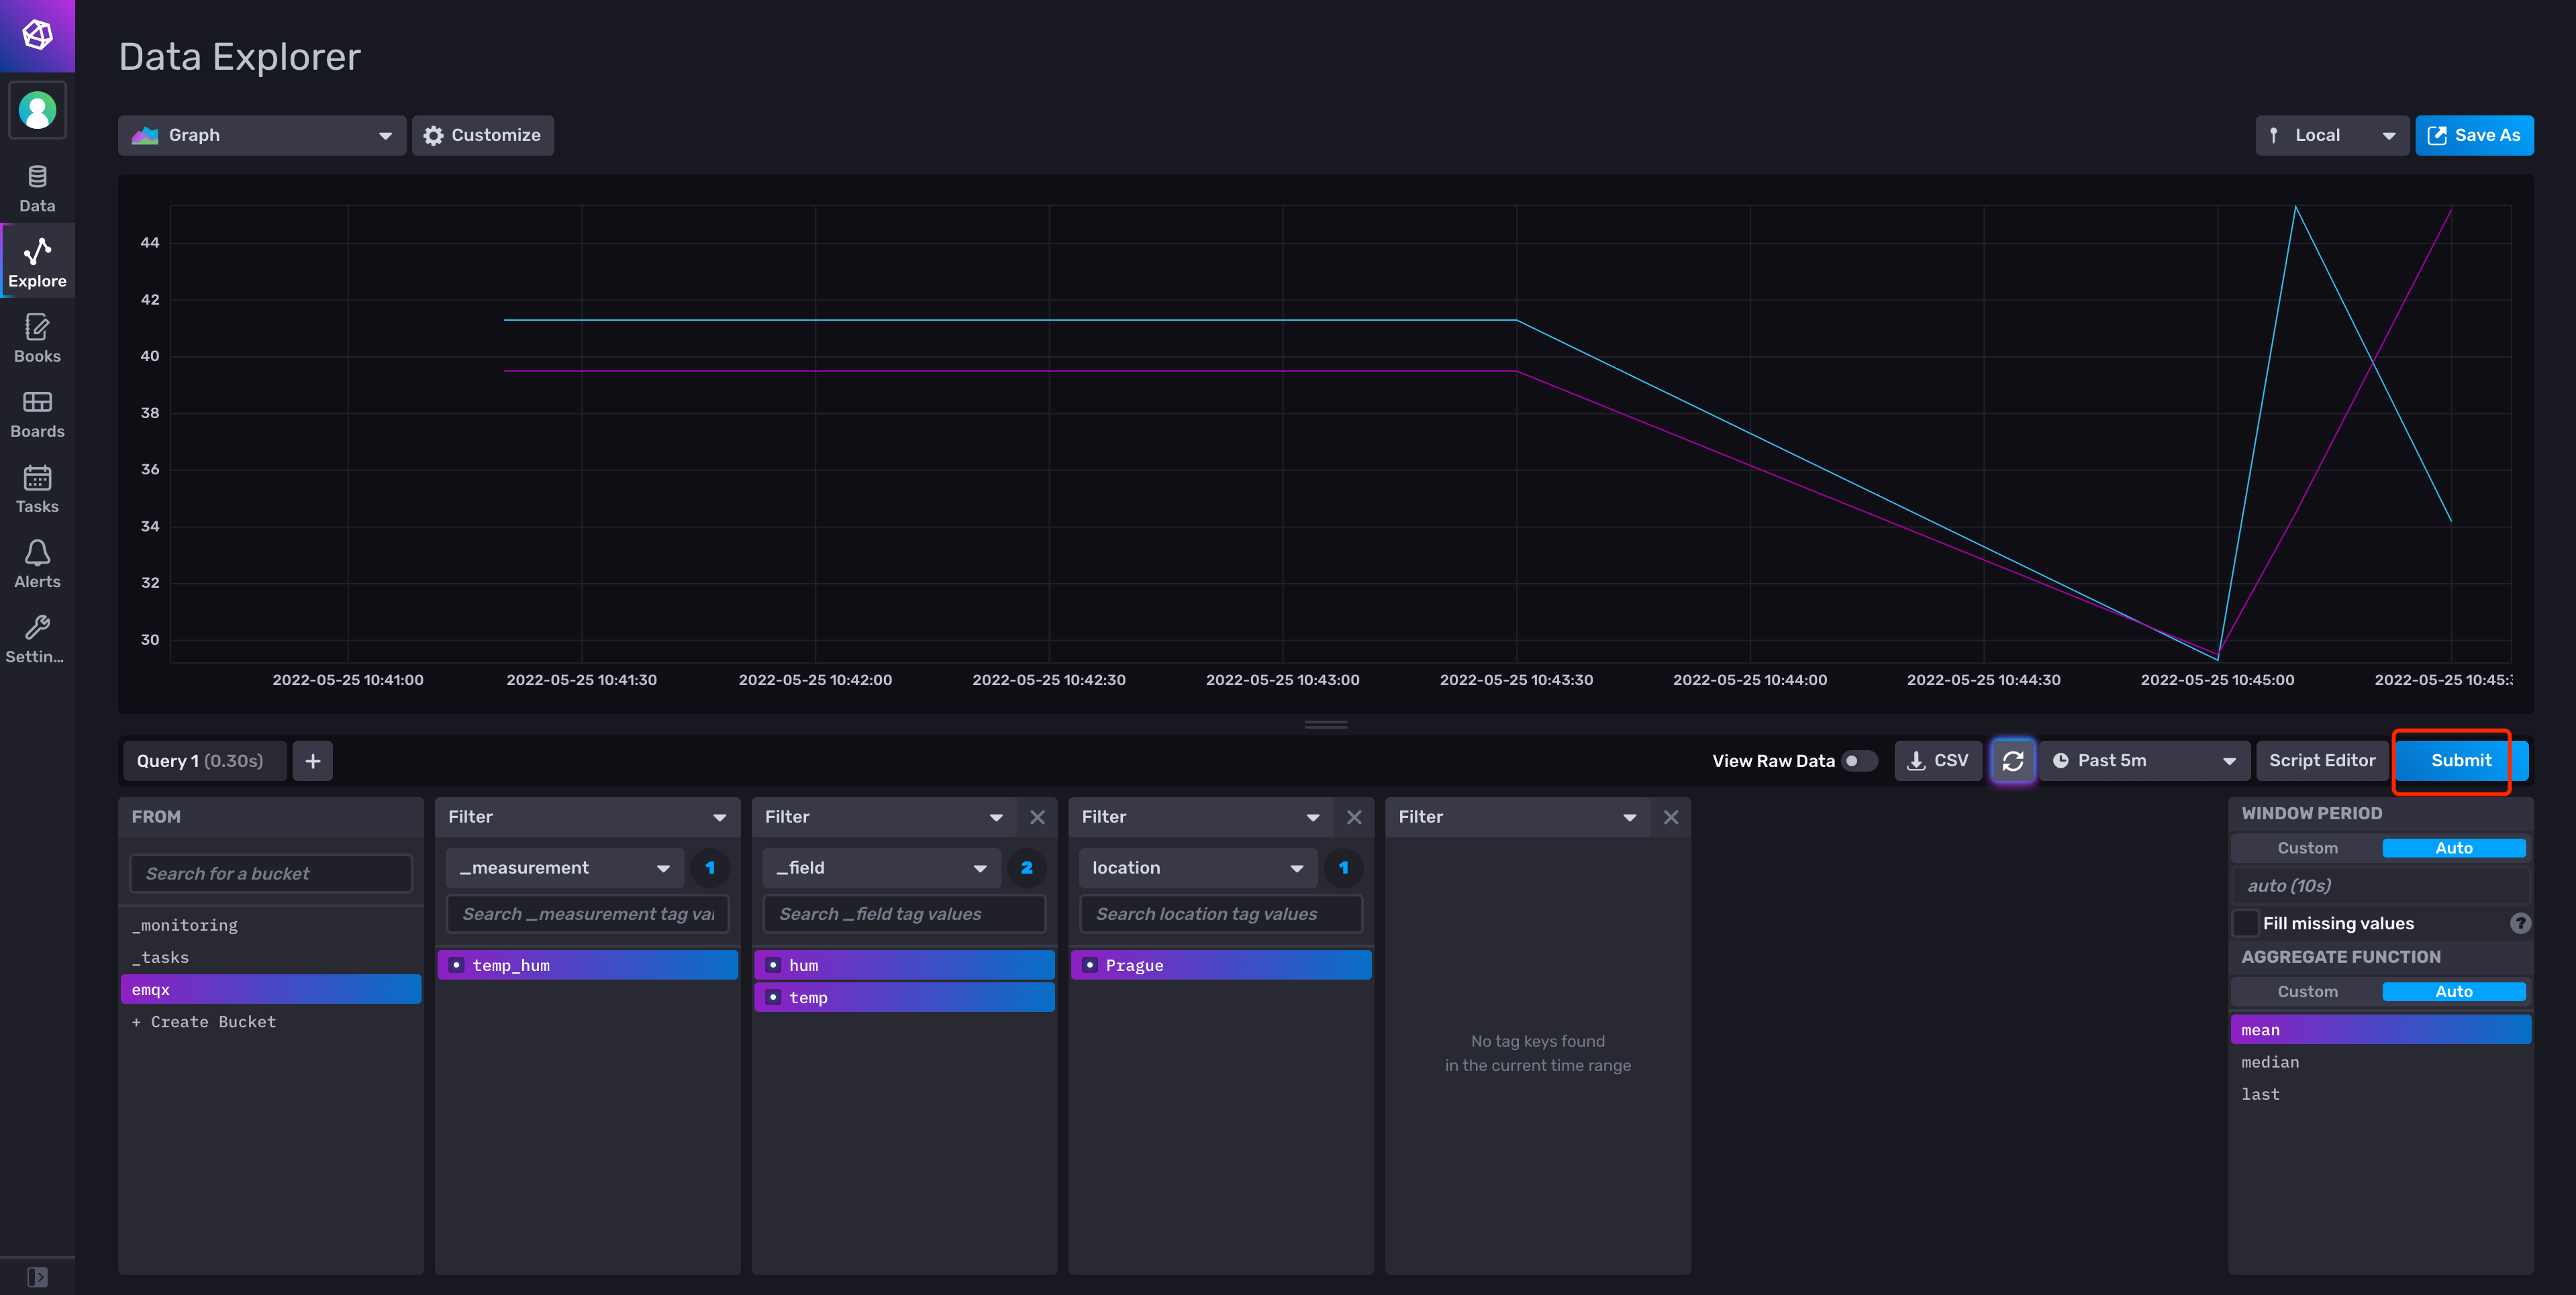 Data Explorer
Graph
Customize
Local
Save As
Data
Explore
Books
Boards
Tasks
Alerts
Settin...
44
42
40
38
36
34
32
30
2022-05-25 10:41:00
2022-05-25 10:41:30
2022-05-25 10:42:00
2022-05-25 10:42:30
2022-05-25 10:43:00
2022-05-25 10:43:30
2022-05-25 10:44:00
2022-05-25 10:44:30
2022-05-25 10:45:00
2022-05-25 10:45:3
Query 1 (0.30s)
+
View Raw Data
CSV
Past 5m
Script Editor
Submit
FROM
Search for a bucket
_monitoring
_tasks
emqx
+ Create Bucket
Filter
_measurement
1
Search _measurement tag val
temp_hum
Filter
_field
2
Search _field tag values
hum
temp
Filter
location
1
Search location tag values
Prague
Filter
No tag keys found
in the current time range
WINDOW PERIOD
Custom
Auto
auto (10s)
Fill missing values
?
AGGREGATE FUNCTION
Custom
Auto
mean
median
last